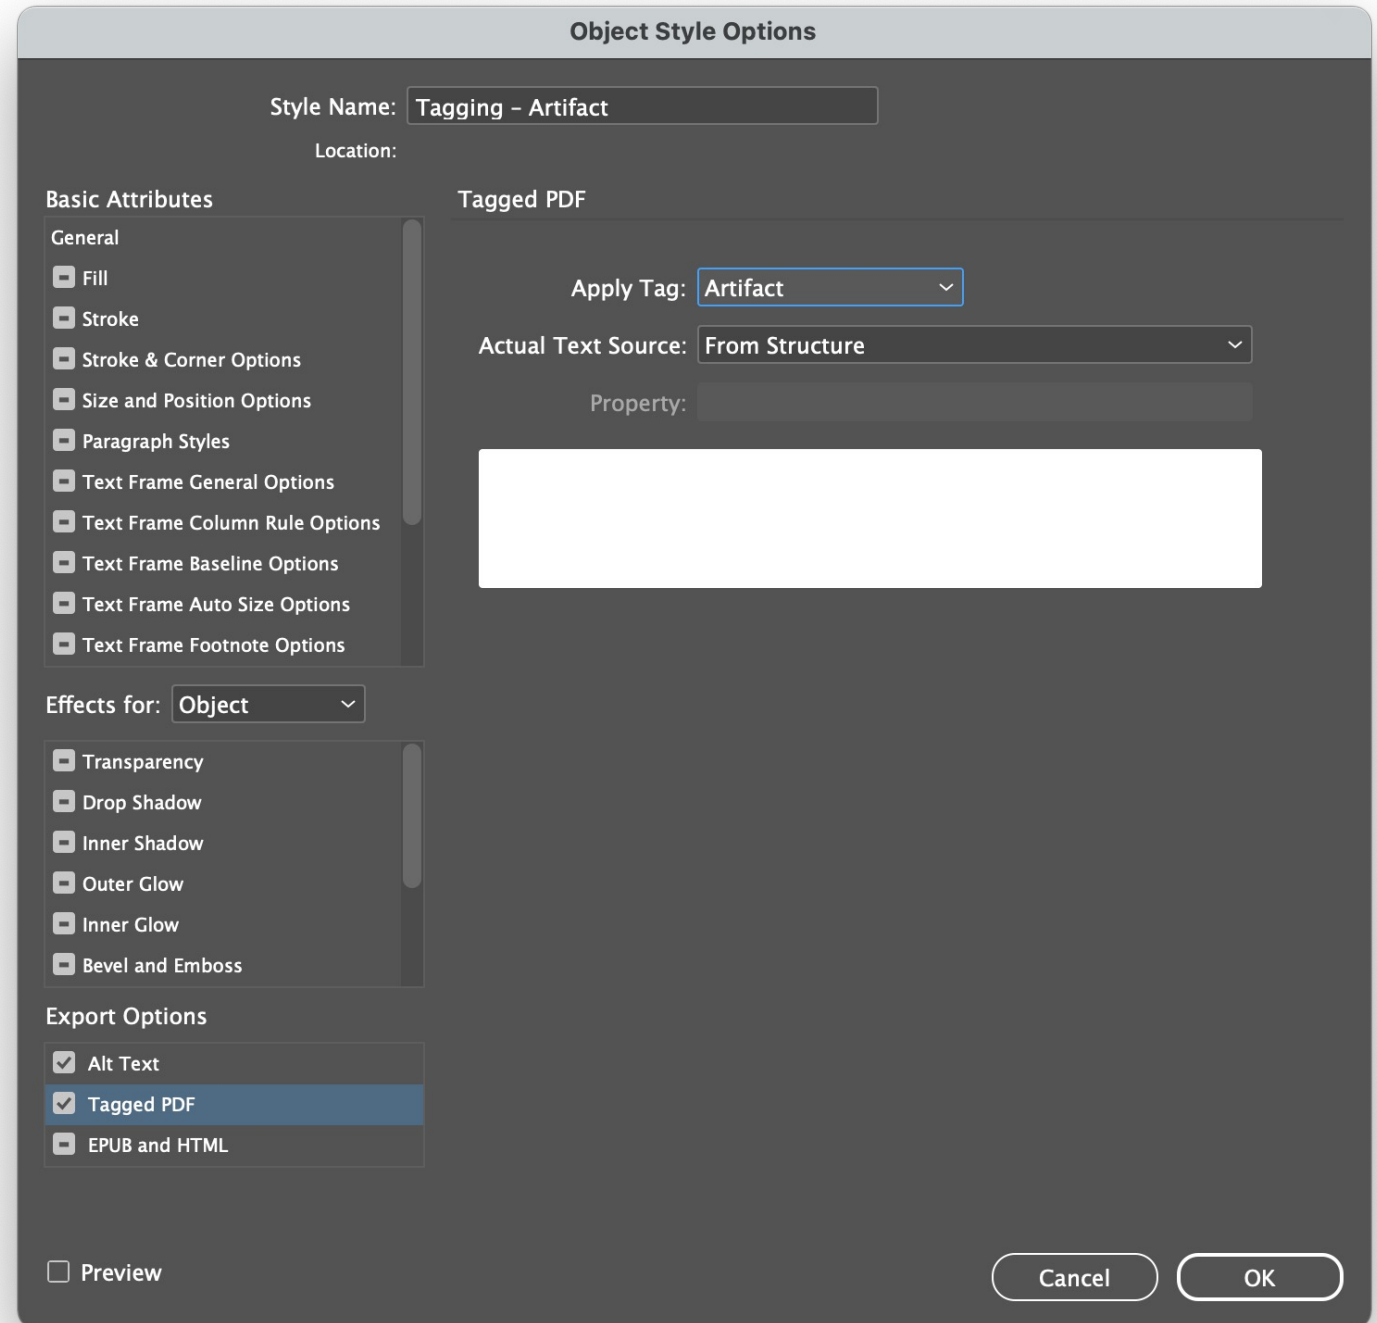 Object Style Options
Style Name: Tagging – Artifact
Location:
Basic Attributes
General
Fill
Stroke
Stroke & Corner Options
Size and Position Options
Paragraph Styles
Text Frame General Options
Text Frame Column Rule Options
Text Frame Baseline Options
Text Frame Auto Size Options
Text Frame Footnote Options
Effects for: Object
Transparency
Drop Shadow
Inner Shadow
Outer Glow
Inner Glow
Bevel and Emboss
Export Options
Alt Text
Tagged PDF
EPUB and HTML
Tagged PDF
Apply Tag: Artifact
Actual Text Source: From Structure
Property:
Preview
Cancel
OK